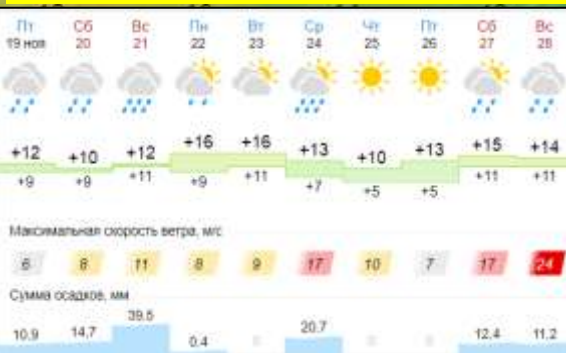 Пт Сб Вс Пн Вт Ср Чт Пт Сб Вс
19 ноя 20 21 22 23 24 25 26 27 28
+12 +10 +12 +16 +16 +13 +10 +13 +15 +14
+9 +9 +11 +9 +11 +7 +5 +5 +11 +11
Максимальная скорость ветра, м/с
6 8 11 8 9 17 10 7 17 24
Сумма осадков, мм
10,9 14,7 39,5 0,4 0 20,7 0 0 12,4 11,2